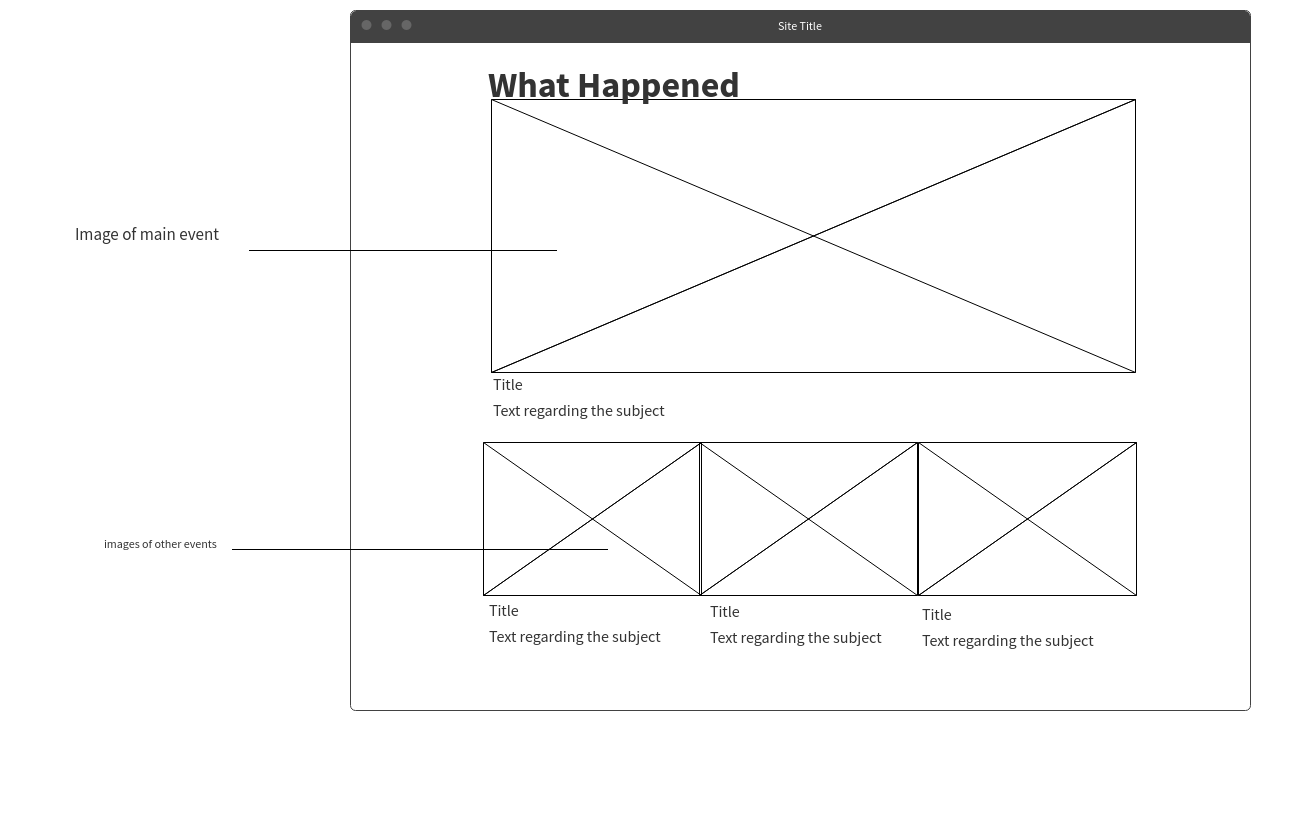 Site Title
What Happened
Image of main event
Title
Text regarding the subject
images of other events
Title
Text regarding the subject
Title
Text regarding the subject
Title
Text regarding the subject